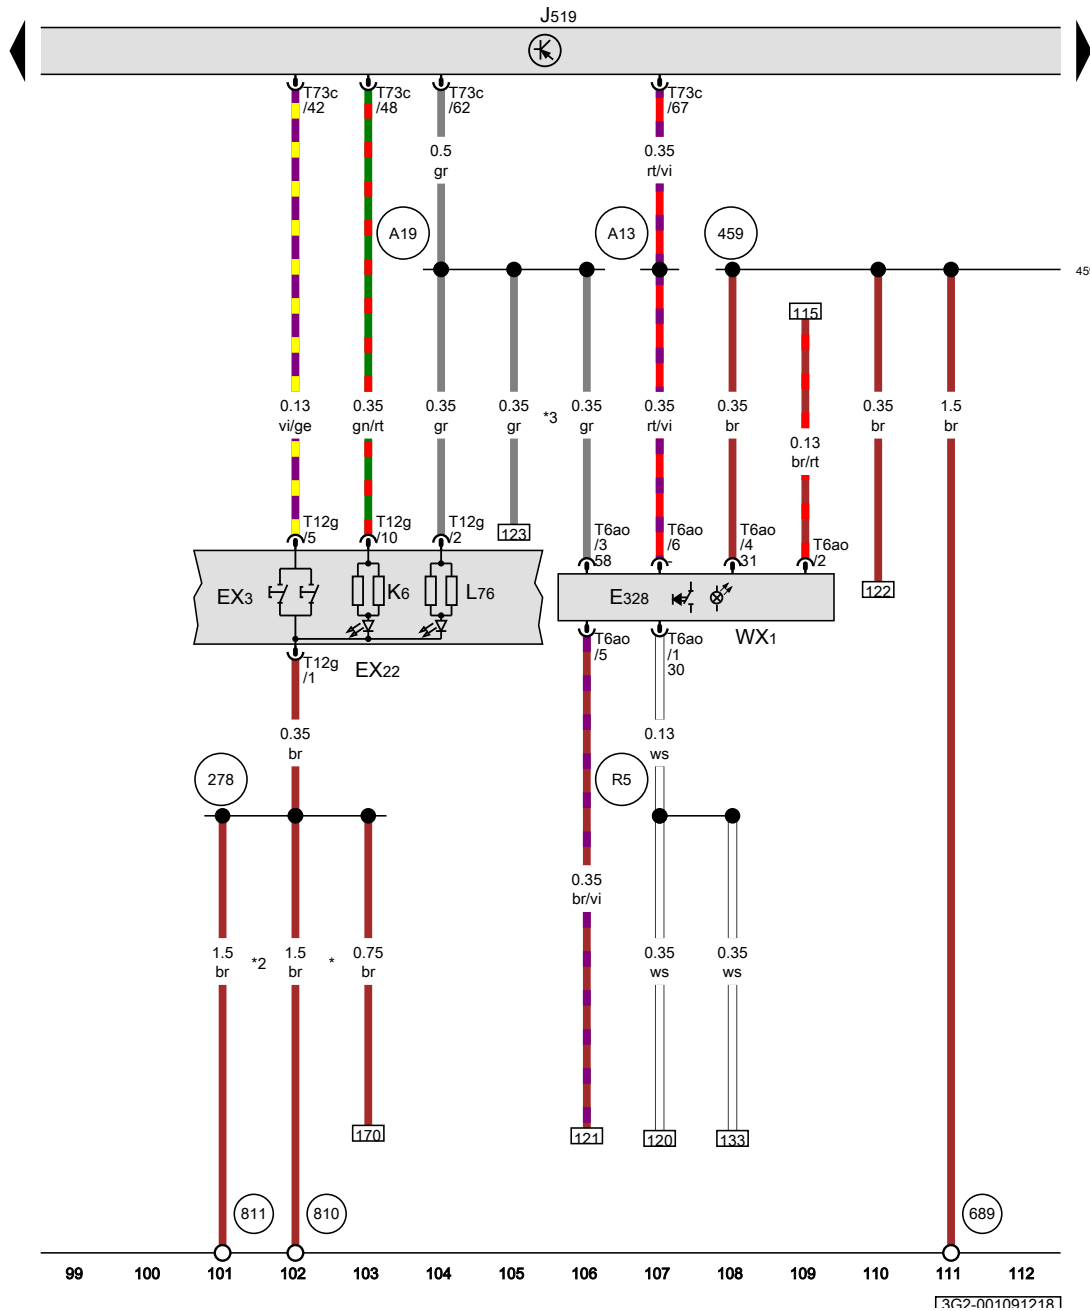 J519
T73c
/42
T73c
/48
T73c
/62
T73c
/67
0.5
gr
0.35
rt/vi
A19
A13
459
45
115
0.13
vi/ge
0.35
gn/rt
0.35
gr
0.35
gr
*3
0.35
gr
0.35
rt/vi
0.35
br
0.13
br/rt
0.35
br
1.5
br
T12g
/5
T12g
/10
T12g
/2
123
T6ao
/3
58
T6ao
/6
T6ao
/4
31
T6ao
/2
122
EX3
K6
L76
E328
WX1
T12g
/1
EX22
T6ao
/5
T6ao
/1
30
0.35
br
0.13
ws
278
R5
0.35
br/vi
1.5
br
*2
1.5
br
*
0.75
br
0.35
ws
0.35
ws
170
121
120
133
811
810
689
99 100 101 102 103 104 105 106 107 108 109 110 111 112
3G2-001091218